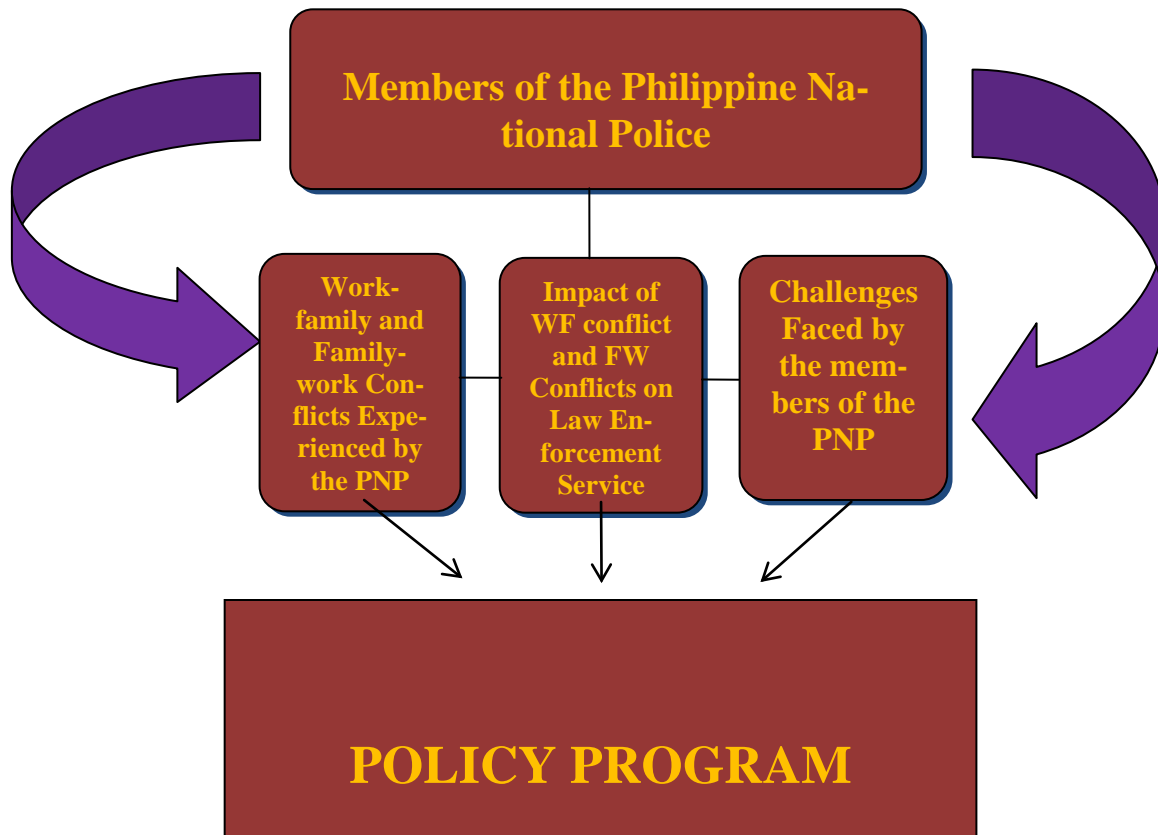 Members of the Philippine Na-
tional Police
Work-
family and
Family-
work Con-
flicts Expe-
rienced by
the PNP
Impact of
WF conflict
and FW
Conflicts on
Law En-
forcement
Service
Challenges
Faced by
the mem-
bers of the
PNP
POLICY PROGRAM